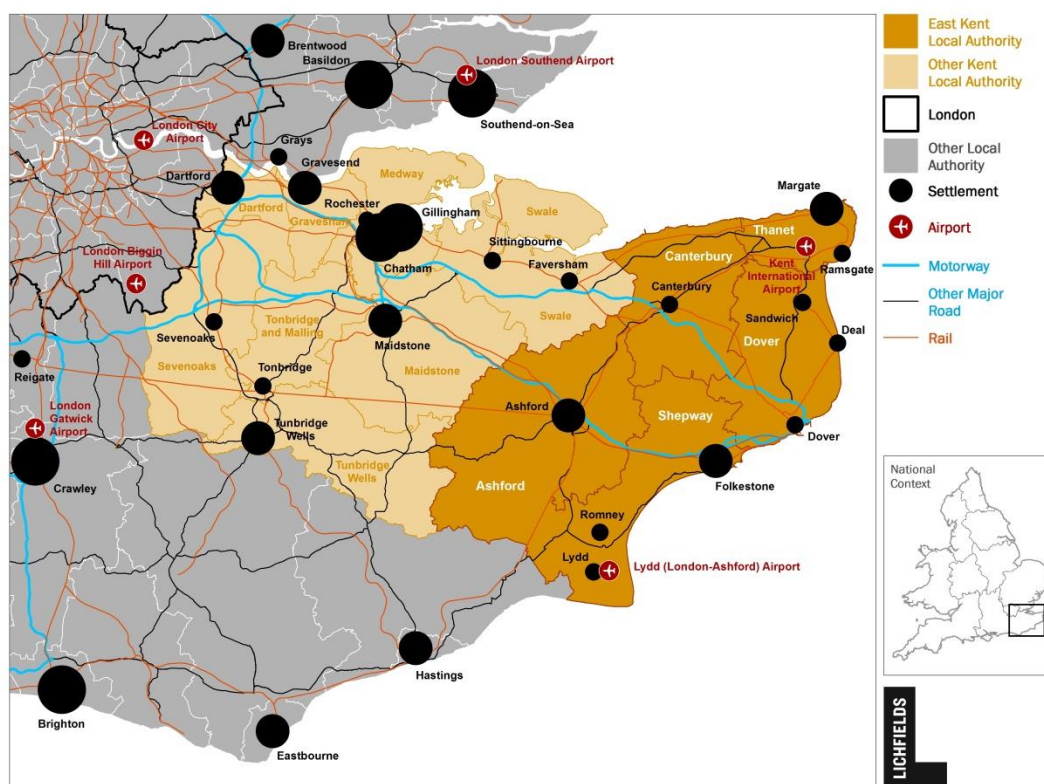 Brentwood
Basildon
London Southend Airport
Southend-on-Sea
London City
Airport
Grays
Gravesend
Dartford
Rochester
Medway
Dartford
Gravesham
Gillingham
Swale
Margate
Thanet
Sittingbourne
London Biggin
Hill Airport
Chatham
Faversham
Canterbury
Kent
International
Airport
Ramsgate
Canterbury
Sandwich
Swale
Deal
Sevenoaks
Tonbridge
and Malling
Maidstone
Dover
Sevenoaks
Tonbridge
Maidstone
Reigate
London
Gatwick
Airport
Tunbridge
Wells
Ashford
Shepway
Dover
Crawley
Tunbridge
Wells
Ashford
Folkestone
Romney
Lydd
Lydd (London-Ashford) Airport
Hastings
Brighton
Eastbourne
East Kent
Local Authority
Other Kent
Local Authority
London
Other Local
Authority
Settlement
Airport
Motorway
Other Major
Road
Rail
National
Context
LICHFIELDS